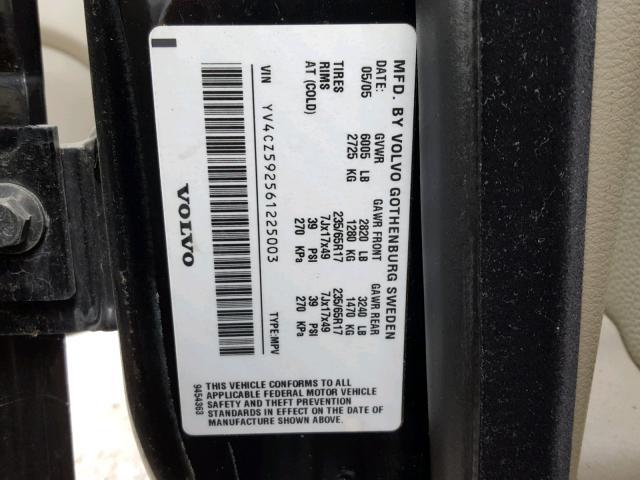 MFD. BY VOLVO GOTHENBURG SWEDEN
DATE: GVWR GAWR FRONT GAWR REAR
05/05 6005 LB 2820 LB 3240 LB
2725 KG 1280 KG 1470 KG
TIRES 235/65R17 235/65R17
RIMS 7Jx17x49 7Jx17x49
AT (COLD) 39 PSI 39 PSI
270 KPa 270 KPa
VIN YV4CZ592561225003 TYPE:MPV
VOLVO
THIS VEHICLE CONFORMS TO ALL
APPLICABLE FEDERAL MOTOR VEHICLE
SAFETY AND THEFT PREVENTION
STANDARDS IN EFFECT ON THE DATE OF
MANUFACTURE SHOWN ABOVE.
9454363